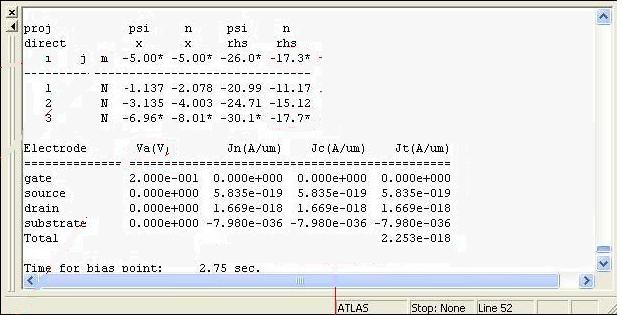 proj psi n psi n
direct x x rhs rhs
i j m -5.00* -5.00* -26.0* -17.3*
1 N -1.137 -2.078 -20.99 -11.17
2 N -3.135 -4.003 -24.71 -15.12
3 N -6.96* -8.01* -30.1* -17.7*
Electrode Va(V) Jn(A/um) Jc(A/um) Jt(A/um)
gate 2.000e-001 0.000e+000 0.000e+000 0.000e+000
source 0.000e+000 5.835e-019 5.835e-019 5.835e-019
drain 0.000e+000 1.669e-018 1.669e-018 1.669e-018
substrate 0.000e+000 -7.980e-036 -7.980e-036 -7.980e-036
Total 2.253e-018
Time for bias point: 2.75 sec.
ATLAS Stop: None Line 52